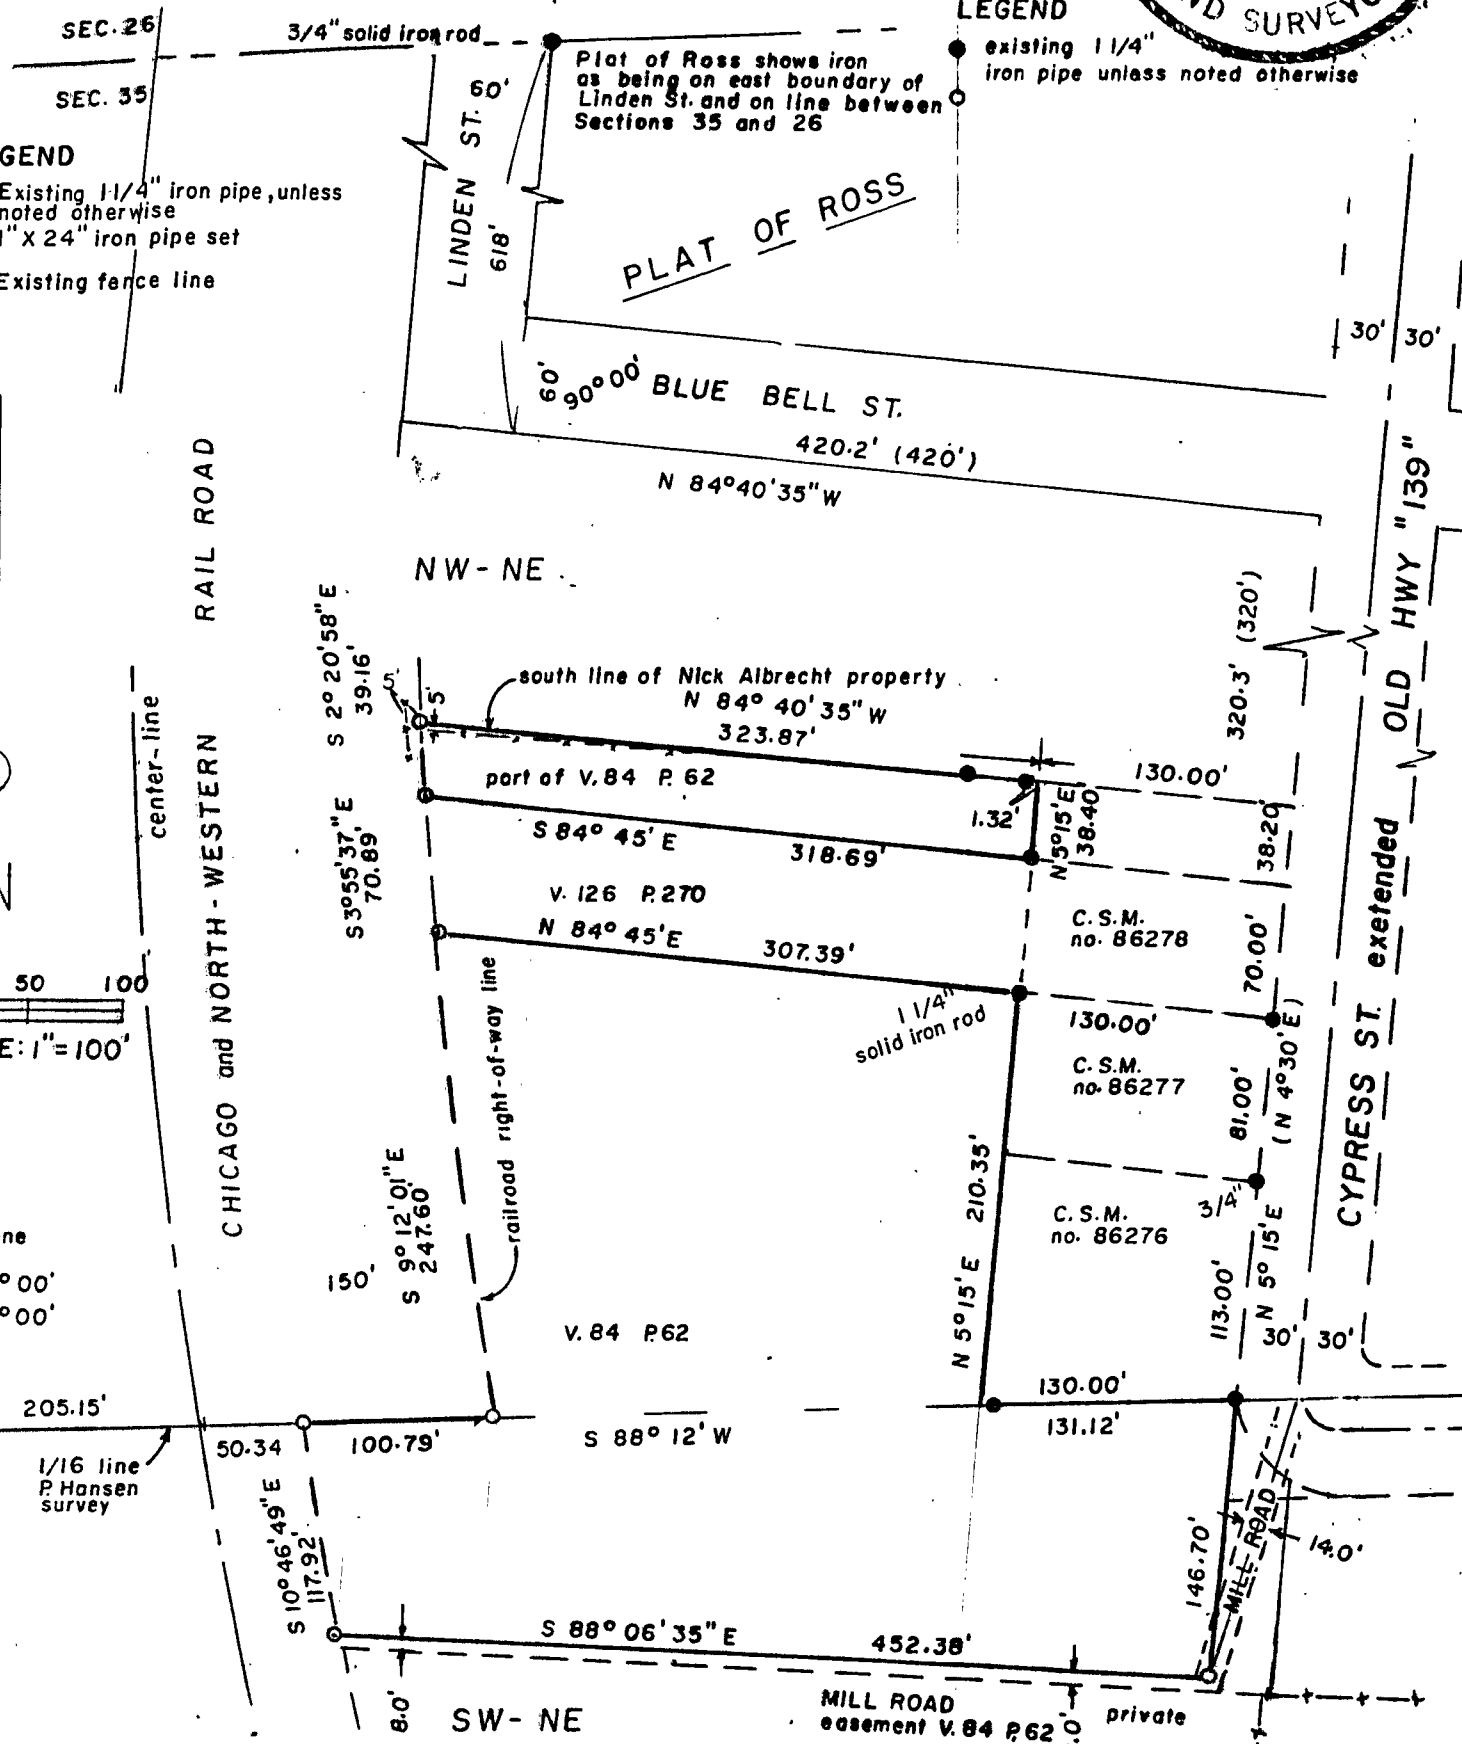 SEC. 26
SEC. 35
3/4" solid iron rod
Plat of Ross shows iron
as being on east boundary of
Linden St. and on line between
Sections 35 and 26
LEGEND
existing 1 1/4"
iron pipe unless noted otherwise
ND SURVEYO
GEND
Existing 1 1/4" iron pipe, unless
noted otherwise
1" X 24" iron pipe set
Existing fence line
60'
LINDEN ST.
618'
PLAT OF ROSS
30' 30'
60'
90°00'
BLUE BELL ST.
420.2' (420')
N 84°40'35" W
OLD HWY "139"
RAIL ROAD
NW-NE
S 2° 20'58" E
39.16'
5'
5'
south line of Nick Albrecht property
N 84° 40' 35" W
323.87'
320.3' (320')
130.00'
center-line
part of V. 84 P. 62
1.32'
N 5°15' E
38.40'
38.20'
S 84° 45' E 318.69'
S 3°55'37" E
70.89'
V. 126 P. 270
N 84° 45' E 307.39'
C.S.M.
no. 86278
70.00'
CHICAGO and NORTH-WESTERN
50 100
E: 1"=100'
railroad right-of-way line
1 1/4"
solid iron rod
130.00'
(N 4°30' E)
C.S.M.
no. 86277
81.00'
CYPRESS ST. exetended
210.35'
N 5°15' E
3/4"
C.S.M.
no. 86276
N 5° 15' E
113.00'
ne
°00'
°00'
150'
S 9° 12' 01" E
247.60'
V. 84 P. 62
30' 30'
205.15'
130.00'
131.12'
50.34 100.79'
S 88° 12' W
1/16 line
P. Hansen
survey
S 10° 46' 49" E
117.92'
146.70'
MILL ROAD
14.0'
S 88° 06' 35" E 452.38'
8.0'
SW-NE
MILL ROAD
easement V. 84 P. 62
private
.0'